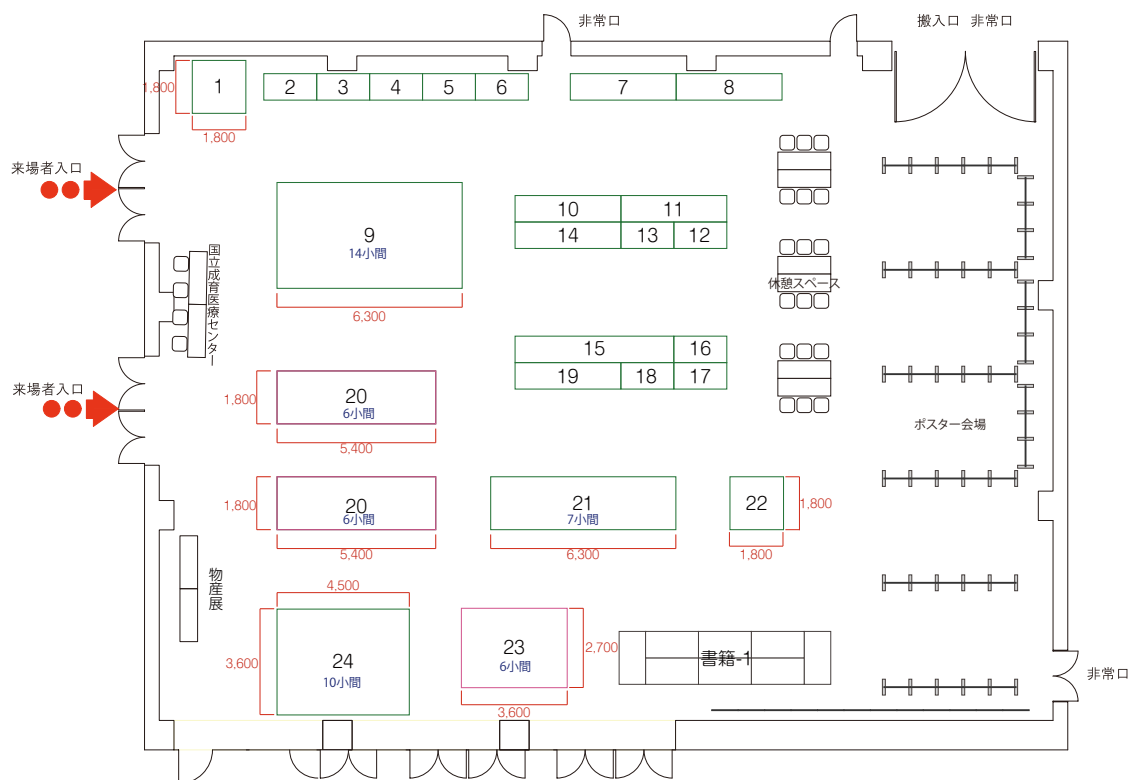 非常口
搬入口 非常口
1
2
3
4
5
6
7
8
1,800
1,800
来場者入口
9
14小間
6,300
10
11
14
13
12
国立成育医療センター
休憩スペース
15
16
19
18
17
来場者入口
1,800
20
6小間
5,400
ポスター会場
1,800
20
6小間
5,400
21
7小間
6,300
22
1,800
1,800
物産展
4,500
3,600
24
10小間
23
6小間
2,700
3,600
書籍-1
非常口